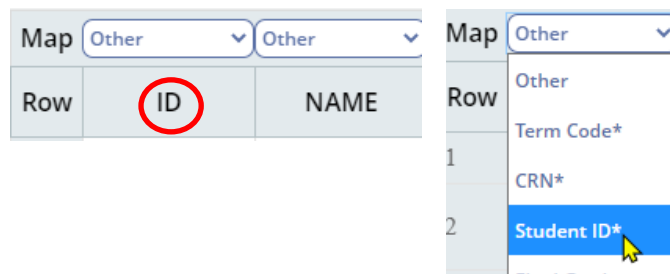 Map Other Other
Row ID NAME
Map Other
Other
Row
Term Code*
1
CRN*
2
Student ID*